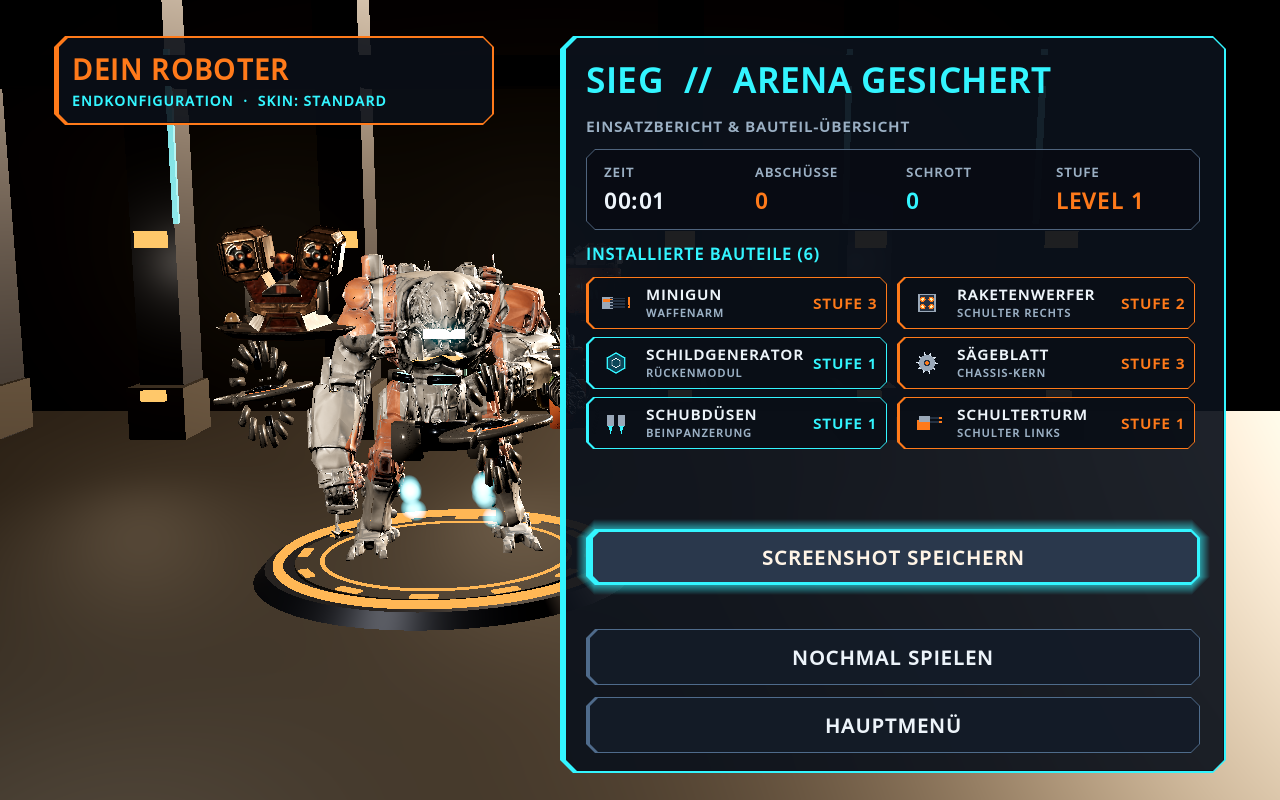 DEIN ROBOTER
ENDKONFIGURATION · SKIN: STANDARD
SIEG // ARENA GESICHERT
EINSATZBERICHT & BAUTEIL-ÜBERSICHT
ZEIT ABSCHÜSSE SCHROTT STUFE
00:01 0 0 LEVEL 1
INSTALLIERTE BAUTEILE (6)
MINIGUN
WAFFENARM
STUFE 3
RAKETENWERFER
SCHULTER RECHTS
STUFE 2
SCHILDGENERATOR
RÜCKENMODUL
STUFE 1
SÄGEBLATT
CHASSIS-KERN
STUFE 3
SCHUBDÜSEN
BEINPANZERUNG
STUFE 1
SCHULTERTURM
SCHULTER LINKS
STUFE 1
SCREENSHOT SPEICHERN
NOCHMAL SPIELEN
HAUPTMENÜ